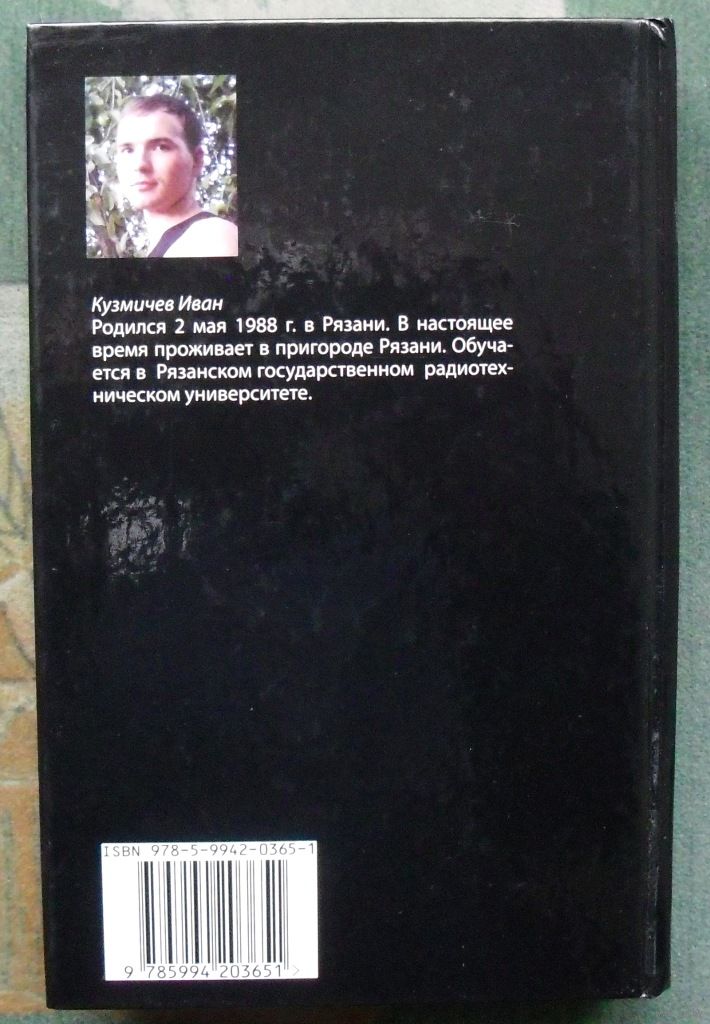 Кузмичев Иван
Родился 2 мая 1988 г. в Рязани. В настоящее
время проживает в пригороде Рязани. Обуча-
ется в Рязанском государственном радиотех-
ническом университете.
ISBN 978-5-9942-0365-1
9 785994 203651 >